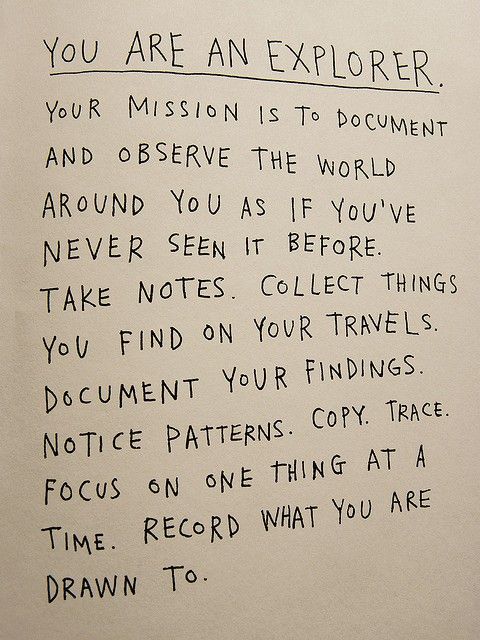 YOU ARE AN EXPLORER.
YOUR MISSION IS TO DOCUMENT
AND OBSERVE THE WORLD
AROUND YOU AS IF YOU'VE
NEVER SEEN IT BEFORE.
TAKE NOTES. COLLECT THINGS
YOU FIND ON YOUR TRAVELS.
DOCUMENT YOUR FINDINGS.
NOTICE PATTERNS. COPY. TRACE.
FOCUS ON ONE THING AT A
TIME. RECORD WHAT YOU ARE
DRAWN TO.